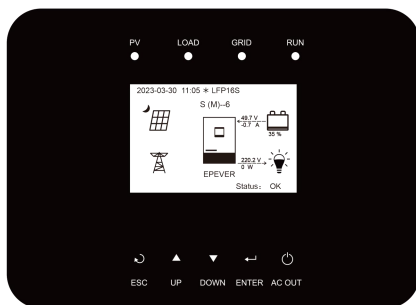 PV LOAD GRID RUN
2023-03-30 11:05 * LFP16S
S (M)--6
49.7 V
-0.7 A
35 %
220.2 V
0 W
EPEVER
Status: OK
ESC UP DOWN ENTER AC OUT